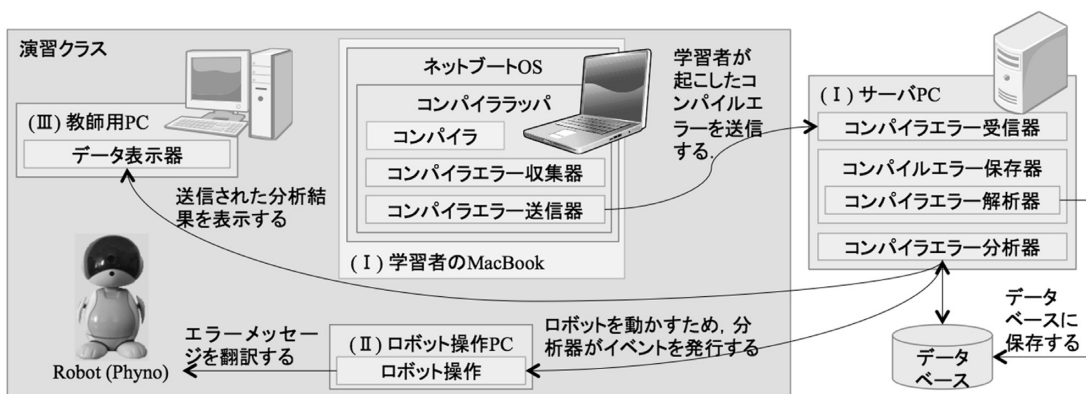 演習クラス
(Ⅲ) 教師用PC
データ表示器
ネットブートOS
コンパイララッパ
コンパイラ
コンパイラエラー収集器
コンパイラエラー送信器
(Ⅰ) 学習者のMacBook
学習者が
起こしたコ
ンパイルエ
ラーを送信
する.
(Ⅰ) サーバPC
コンパイラエラー受信器
コンパイルエラー保存器
コンパイラエラー解析器
コンパイラエラー分析器
送信された分析結
果を表示する
Robot (Phyno)
エラーメッセー
ジを翻訳する
(Ⅱ) ロボット操作PC
ロボット操作
ロボットを動かすため，分
析器がイベントを発行する
データ
ベースに
保存する
データ
ベース